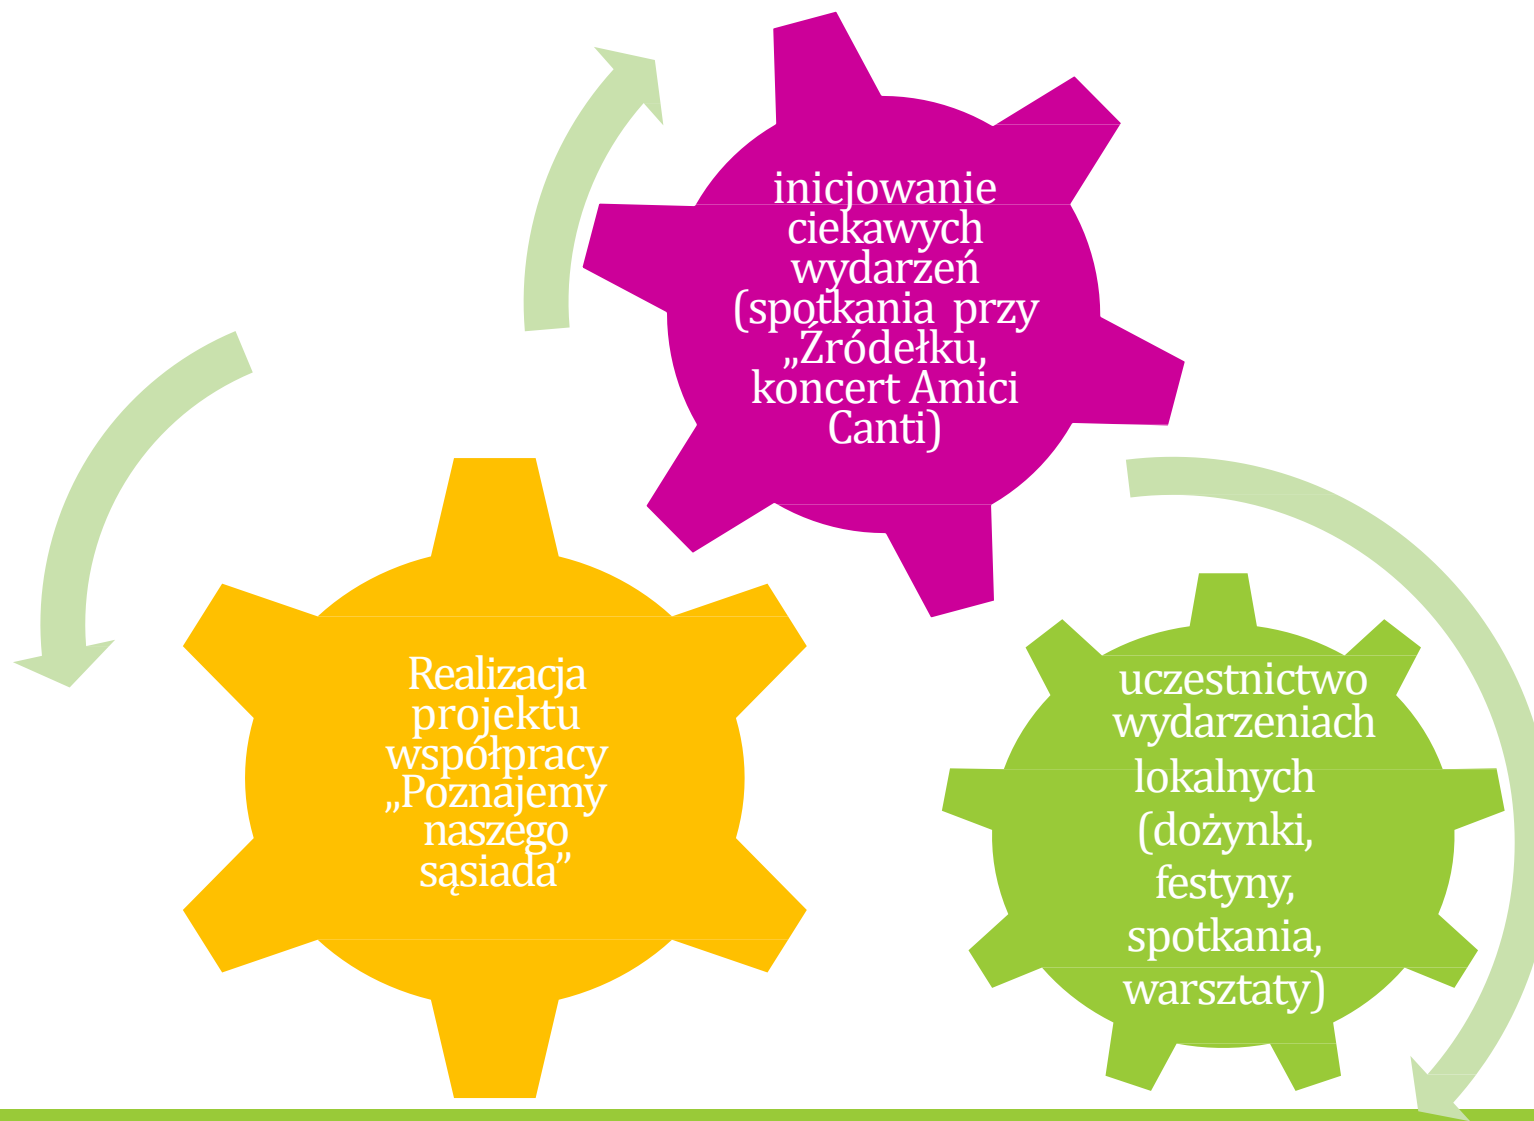 inicjowanie
ciekawych
wydarzeń
(spotkania przy
„Źródełku,
koncert Amici
Canti)
Realizacja
projektu
współpracy
„Poznajemy
naszego
sąsiada”
uczestnictwo
wydarzeniach
lokalnych
(dożynki,
festyny,
spotkania,
warsztaty)